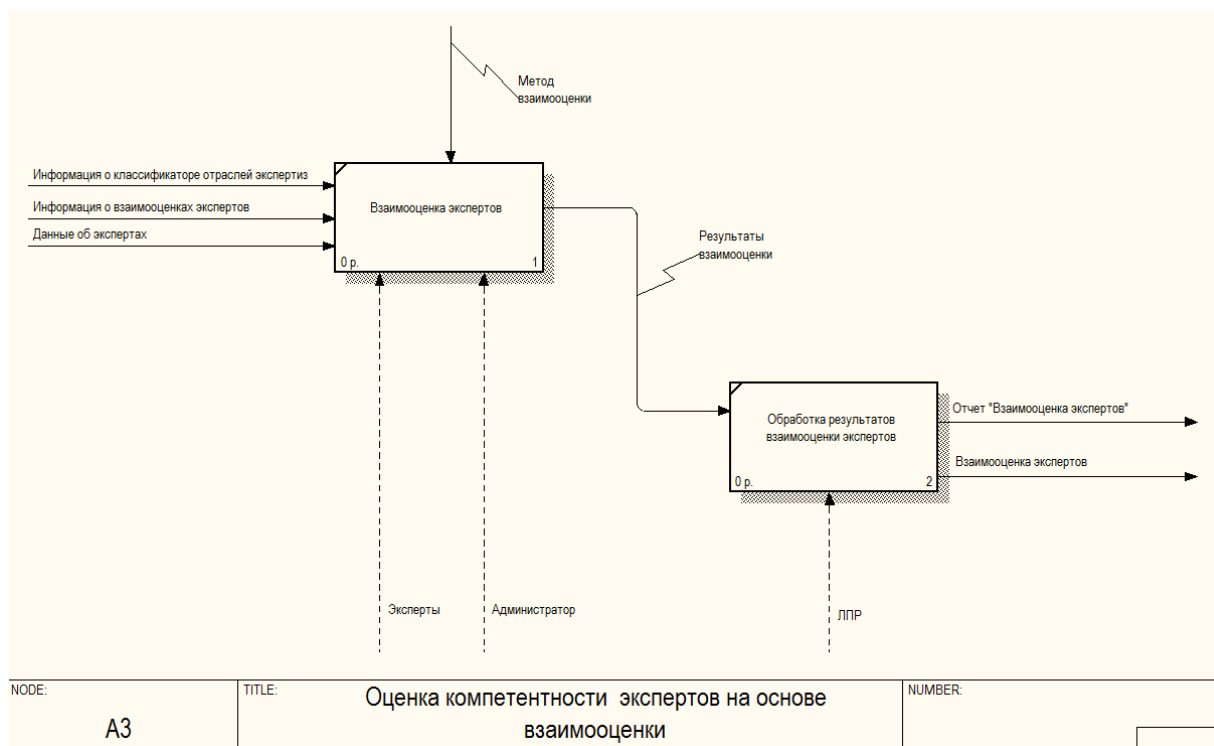 Метод
взаимооценки
Информация о классификаторе отраслей экспертиз
Информация о взаимооценках экспертов
Данные об экспертах
Взаимооценка экспертов
0 р.
1
Результаты
взаимооценки
Обработка результатов
взаимооценки экспертов
0 р.
2
Отчет "Взаимооценка экспертов"
Взаимооценка экспертов
Эксперты
Администратор
ЛПР
NODE:
А3
TITLE:
Оценка компетентности экспертов на основе
взаимооценки
NUMBER: